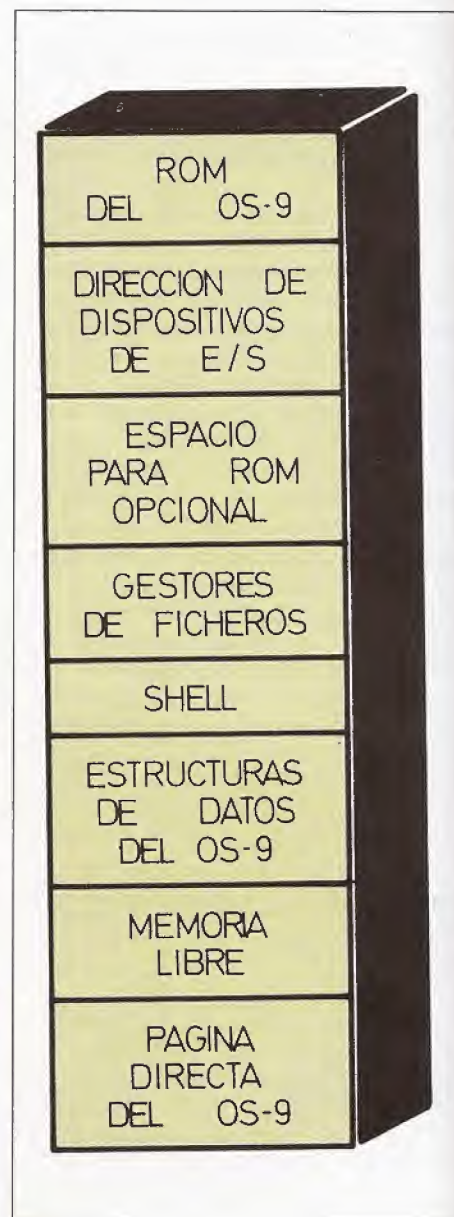 ROM
DEL OS-9
DIRECCION DE
DISPOSITIVOS
DE E/S
ESPACIO
PARA ROM
OPCIONAL
GESTORES
DE FICHEROS
SHELL
ESTRUCTURAS
DE DATOS
DEL OS-9
MEMORIA
LIBRE
PAGINA
DIRECTA
DEL OS-9